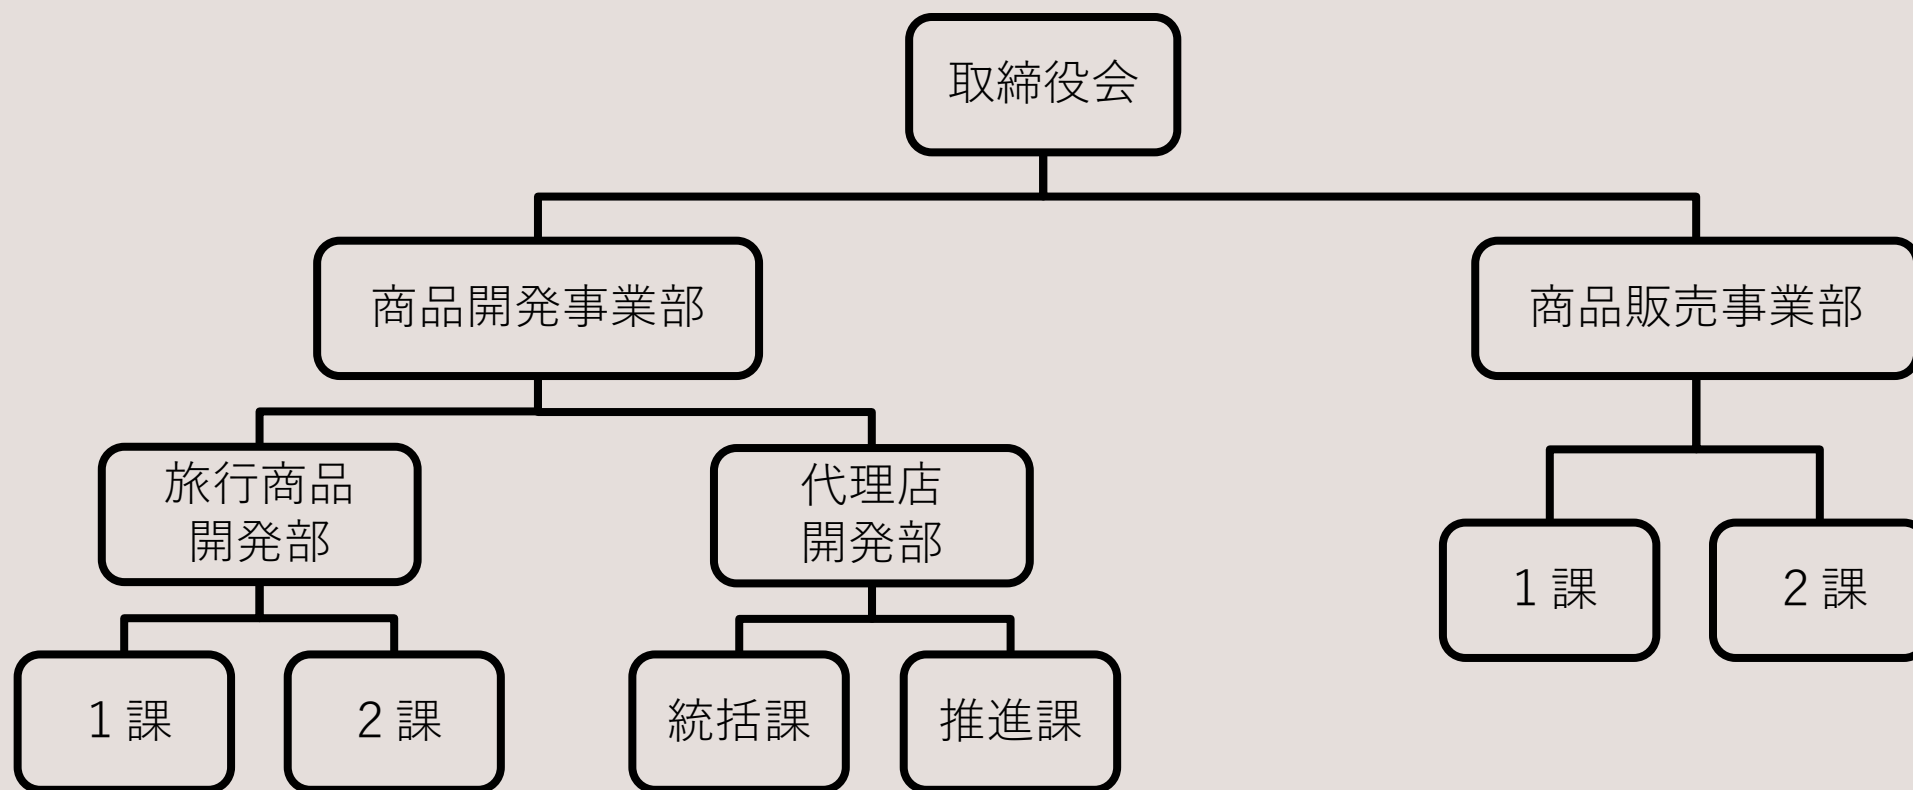 取締役会
商品開発事業部
商品販売事業部
旅行商品
開発部
代理店
開発部
1課
2課
統括課
推進課
1課
2課